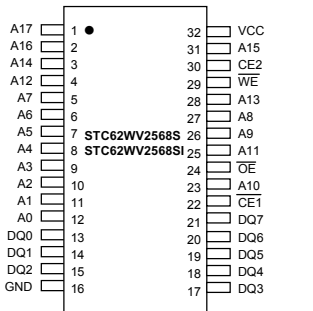 A17 1 32 VCC
A16 2 31 A15
A14 3 30 CE2
A12 4 29 WE
A7 5 28 A13
A6 6 27 A8
A5 7 STC62WV2568S 26 A9
A4 8 STC62WV2568SI 25 A11
A3 9 24 OE
A2 10 23 A10
A1 11 22 CE1
A0 12 21 DQ7
DQ0 13 20 DQ6
DQ1 14 19 DQ5
DQ2 15 18 DQ4
GND 16 17 DQ3